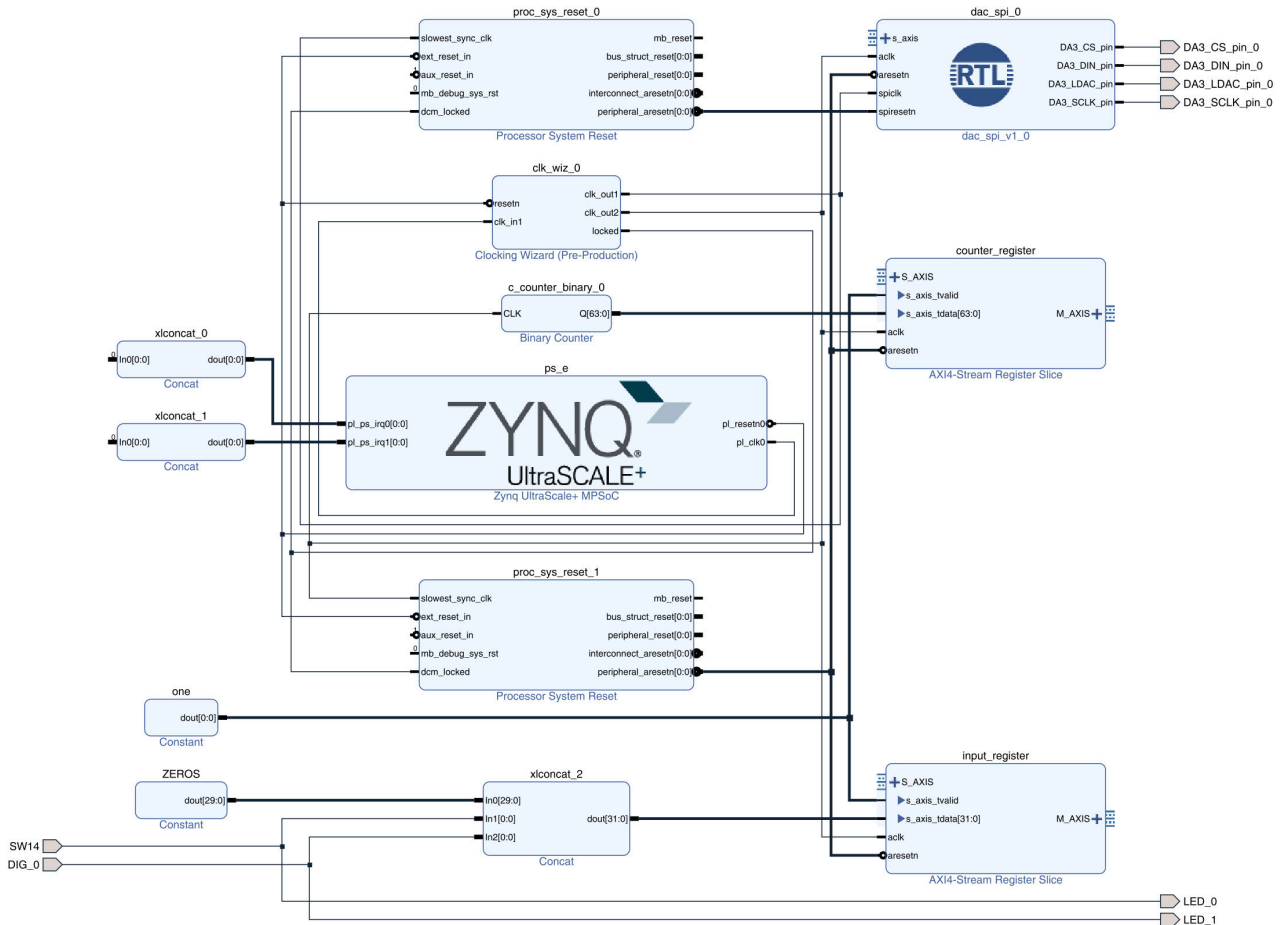 proc_sys_reset_0
slowest_sync_clk
mb_reset
ext_reset_in
bus_struct_reset[0:0]
1
aux_reset_in
peripheral_reset[0:0]
0
mb_debug_sys_rst
interconnect_aresetn[0:0]
dcm_locked
peripheral_aresetn[0:0]
Processor System Reset
dac_spi_0
s_axis
aclk
aresetn
spiclk
spiresetn
RTL
DA3_CS_pin
DA3_DIN_pin
DA3_LDAC_pin
DA3_SCLK_pin
DA3_CS_pin_0
DA3_DIN_pin_0
DA3_LDAC_pin_0
DA3_SCLK_pin_0
dac_spi_v1_0
clk_wiz_0
resetn
clk_in1
clk_out1
clk_out2
locked
Clocking Wizard (Pre-Production)
counter_register
S_AXIS
s_axis_tvalid
s_axis_tdata[63:0]
aclk
aresetn
M_AXIS
AXI4-Stream Register Slice
c_counter_binary_0
CLK
Q[63:0]
Binary Counter
xlconcat_0
0
In0[0:0]
dout[0:0]
Concat
xlconcat_1
0
In0[0:0]
dout[0:0]
Concat
ps_e
pl_ps_irq0[0:0]
pl_ps_irq1[0:0]
ZYNQ®
UltraSCALE+
pl_resetn0
pl_clk0
Zynq UltraScale+ MPSoC
proc_sys_reset_1
slowest_sync_clk
mb_reset
ext_reset_in
bus_struct_reset[0:0]
1
aux_reset_in
peripheral_reset[0:0]
0
mb_debug_sys_rst
interconnect_aresetn[0:0]
dcm_locked
peripheral_aresetn[0:0]
Processor System Reset
one
dout[0:0]
Constant
ZEROS
dout[29:0]
Constant
xlconcat_2
In0[29:0]
In1[0:0]
In2[0:0]
dout[31:0]
Concat
input_register
S_AXIS
s_axis_tvalid
s_axis_tdata[31:0]
aclk
aresetn
M_AXIS
AXI4-Stream Register Slice
SW14
DIG_0
LED_0
LED_1